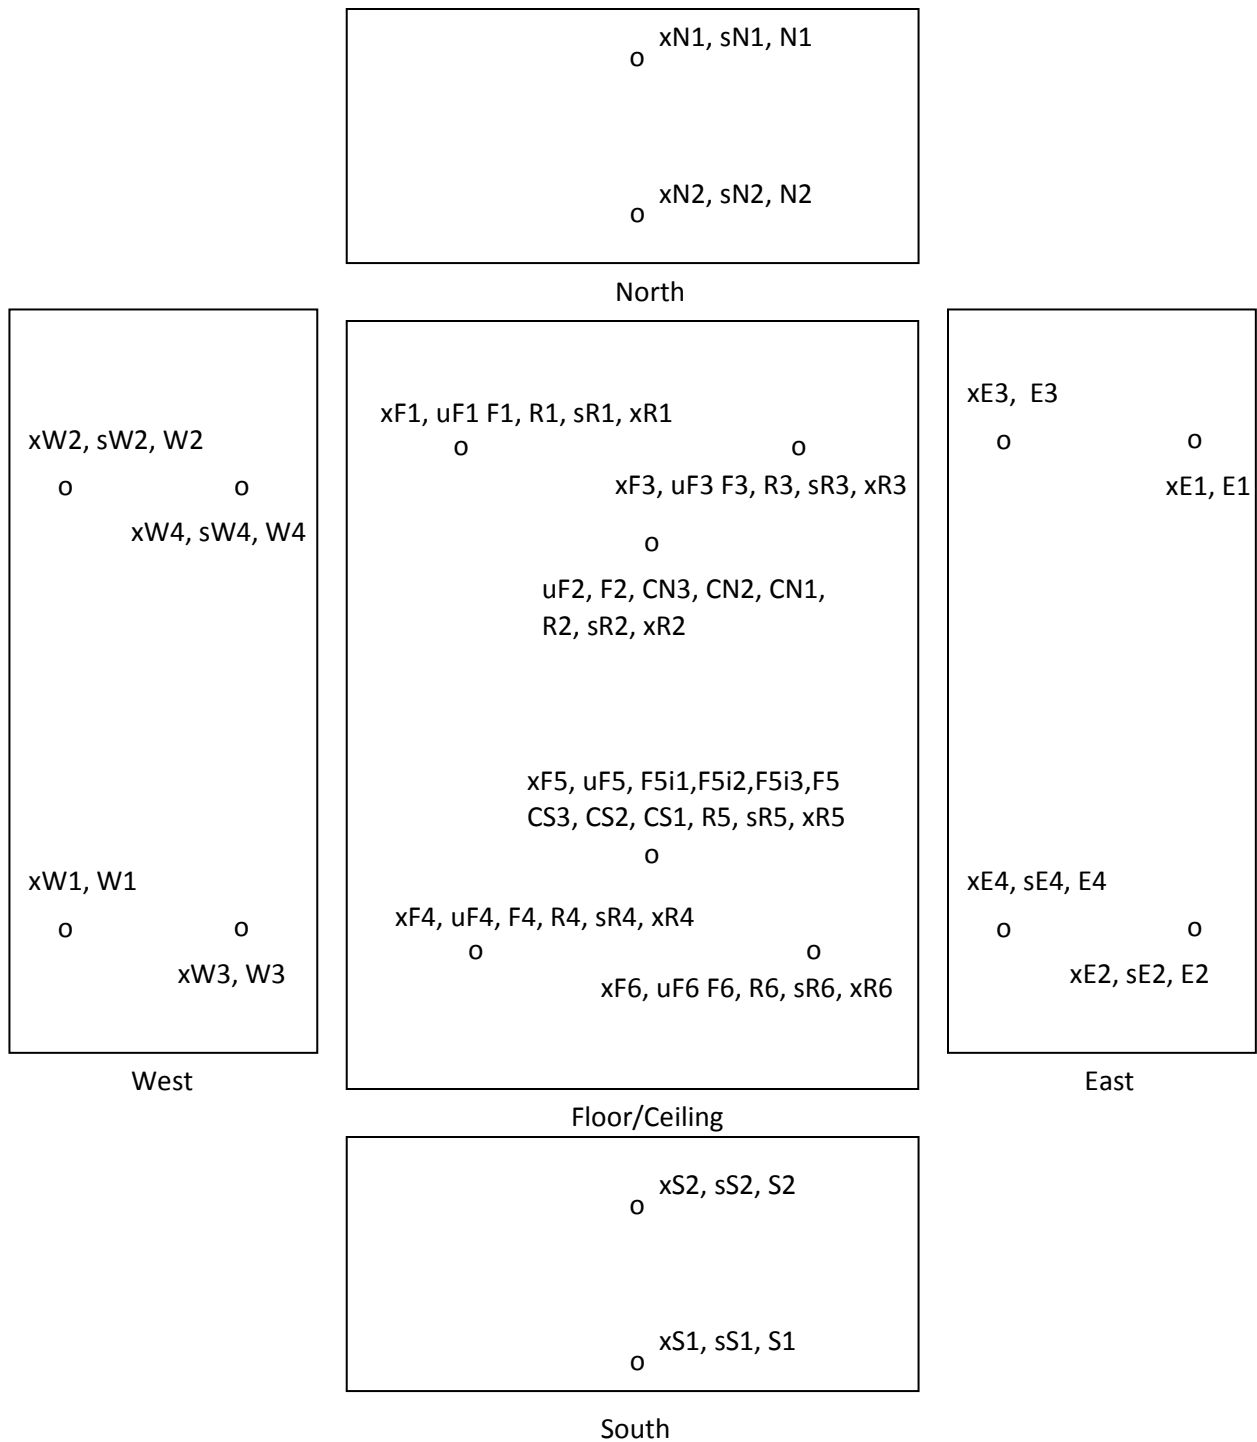 xN1, sN1, N1
o
xN2, sN2, N2
o
North
xW2, sW2, W2
o o
xW4, sW4, W4
xW1, W1
o o
xW3, W3
West
xF1, uF1 F1, R1, sR1, xR1
o o
xF3, uF3 F3, R3, sR3, xR3
o
uF2, F2, CN3, CN2, CN1,
R2, sR2, xR2
xF5, uF5, F5i1,F5i2,F5i3,F5
CS3, CS2, CS1, R5, sR5, xR5
o
xF4, uF4, F4, R4, sR4, xR4
o o
xF6, uF6 F6, R6, sR6, xR6
Floor/Ceiling
xE3, E3
o o
xE1, E1
xE4, sE4, E4
o o
xE2, sE2, E2
East
xS2, sS2, S2
o
xS1, sS1, S1
o
South